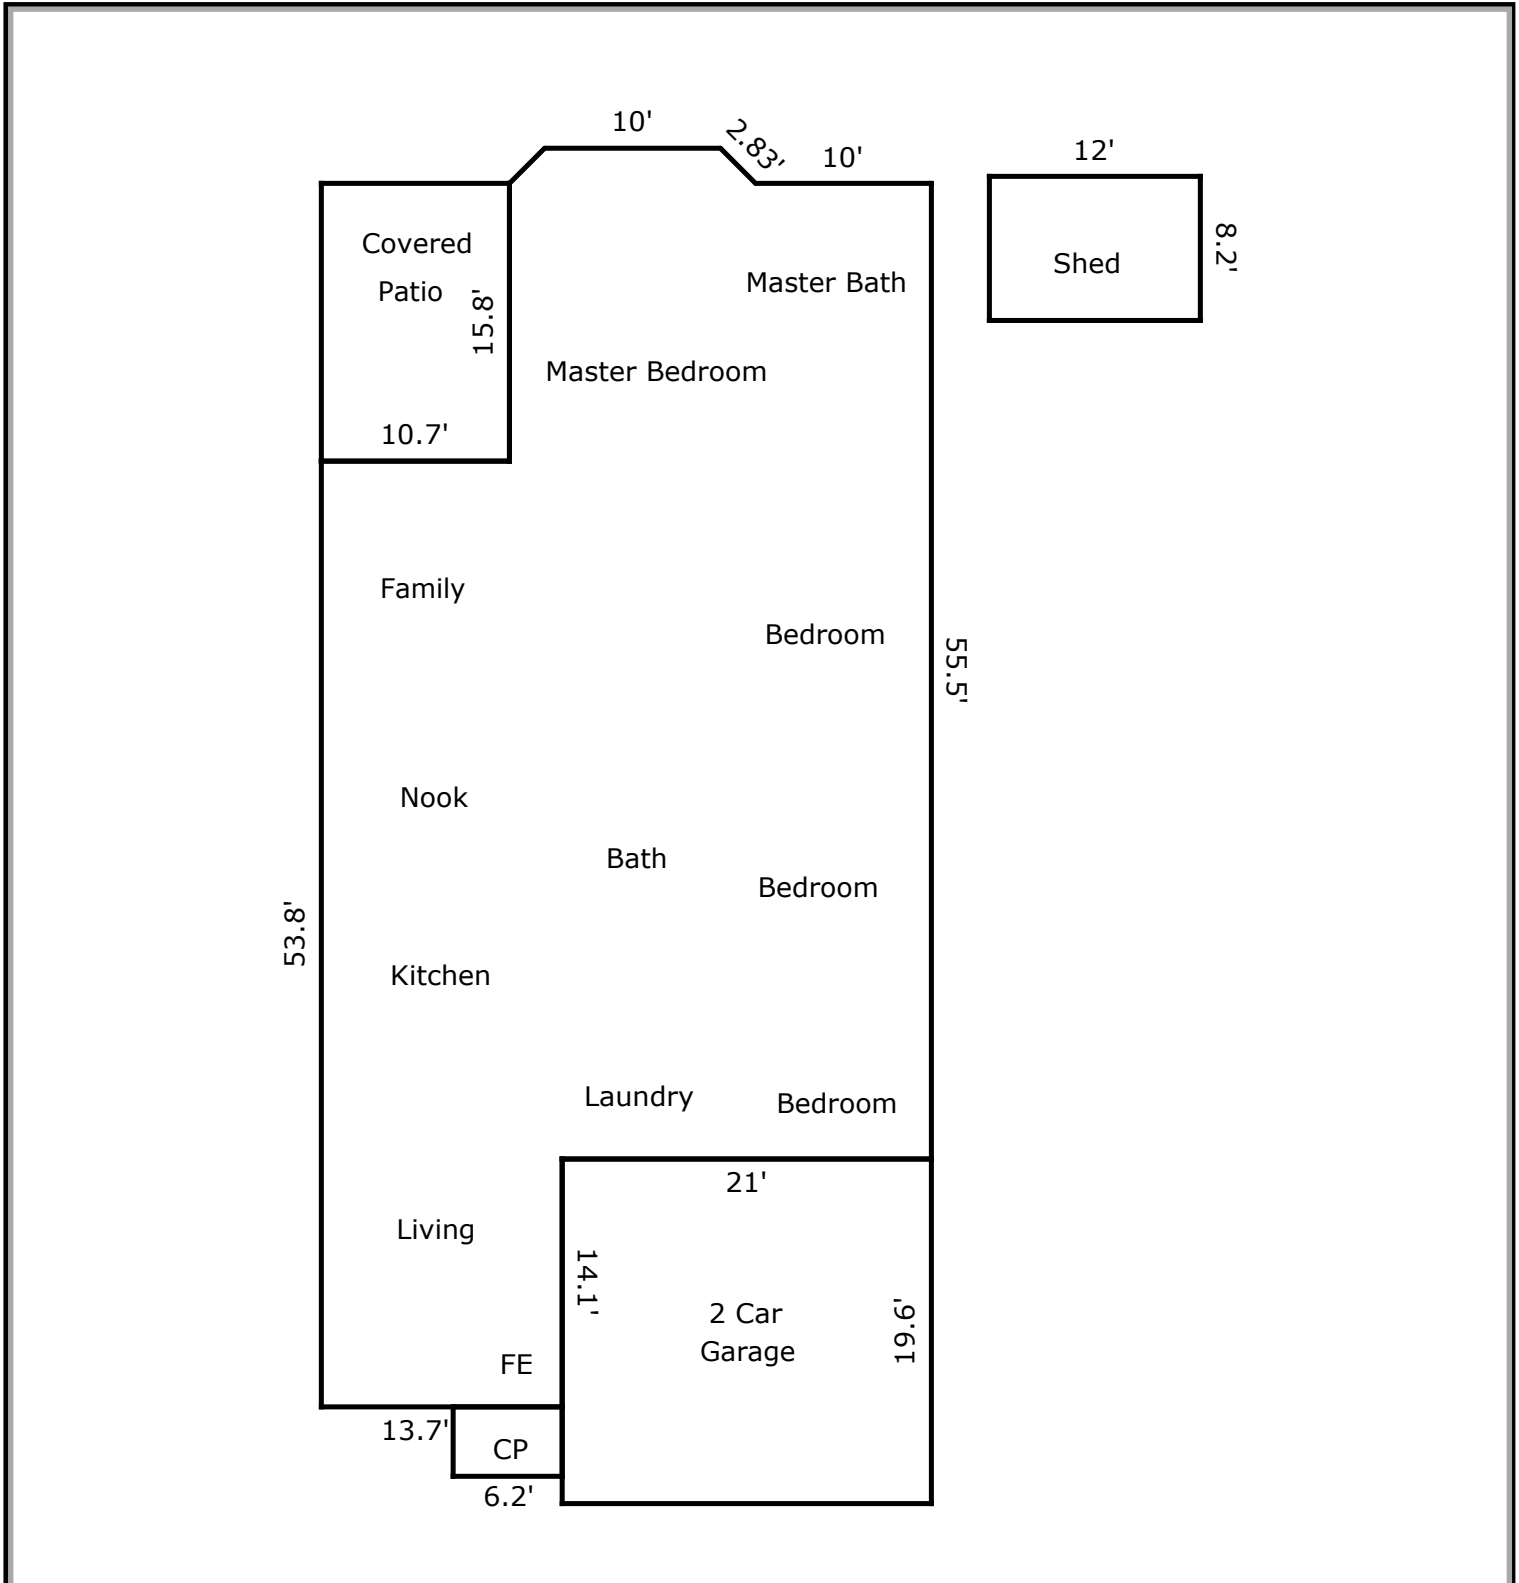 10'
2.83'
10'
12'
Covered
Patio
15.8'
10.7'
Master Bath
Master Bedroom
Shed
8.2'
Family
Bedroom
55.5'
Nook
Bath
Bedroom
53.8'
Kitchen
Laundry
Bedroom
21'
Living
14.1'
2 Car
Garage
19.6'
FE
13.7'
CP
6.2'